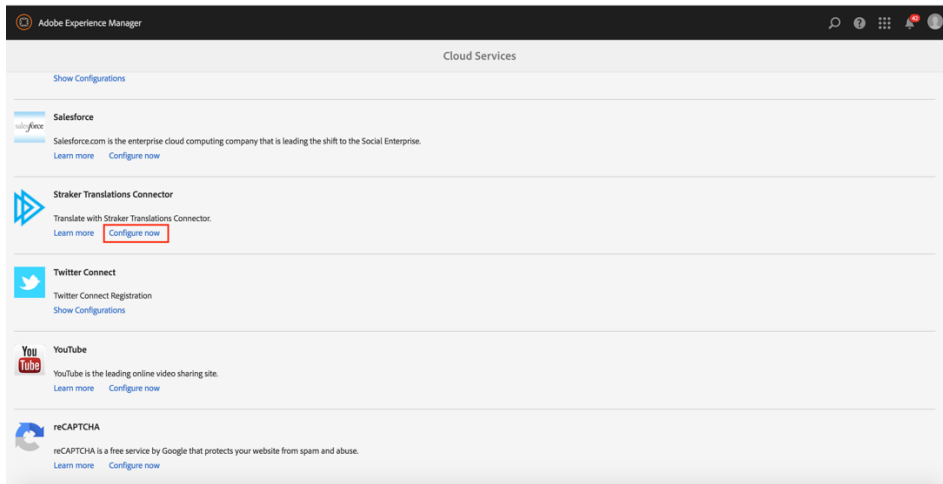 Adobe Experience Manager
42
Cloud Services
Show Configurations
salesforce
Salesforce
Salesforce.com is the enterprise cloud computing company that is leading the shift to the Social Enterprise.
Learn more Configure now
Straker Translations Connector
Translate with Straker Translations Connector.
Learn more Configure now
Twitter Connect
Twitter Connect Registration
Show Configurations
You
Tube
YouTube
YouTube is the leading online video sharing site.
Learn more Configure now
reCAPTCHA
reCAPTCHA is a free service by Google that protects your website from spam and abuse.
Learn more Configure now